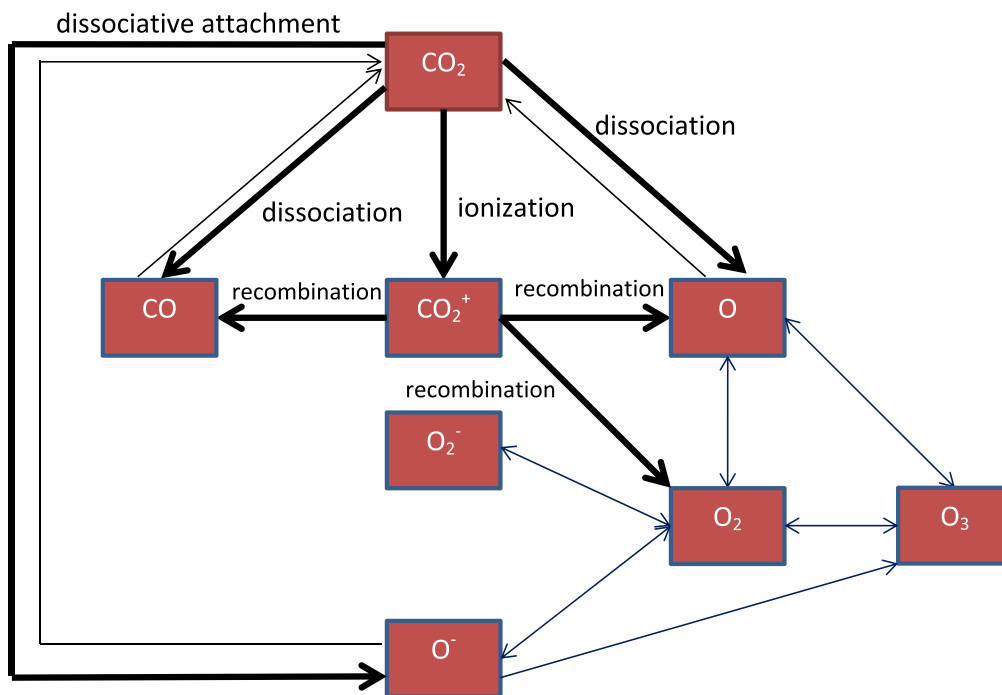 dissociative attachment
CO₂
dissociation
dissociation
ionization
recombination
recombination
CO
CO₂⁺
O
recombination
O₂⁻
O₂
O₃
O⁻